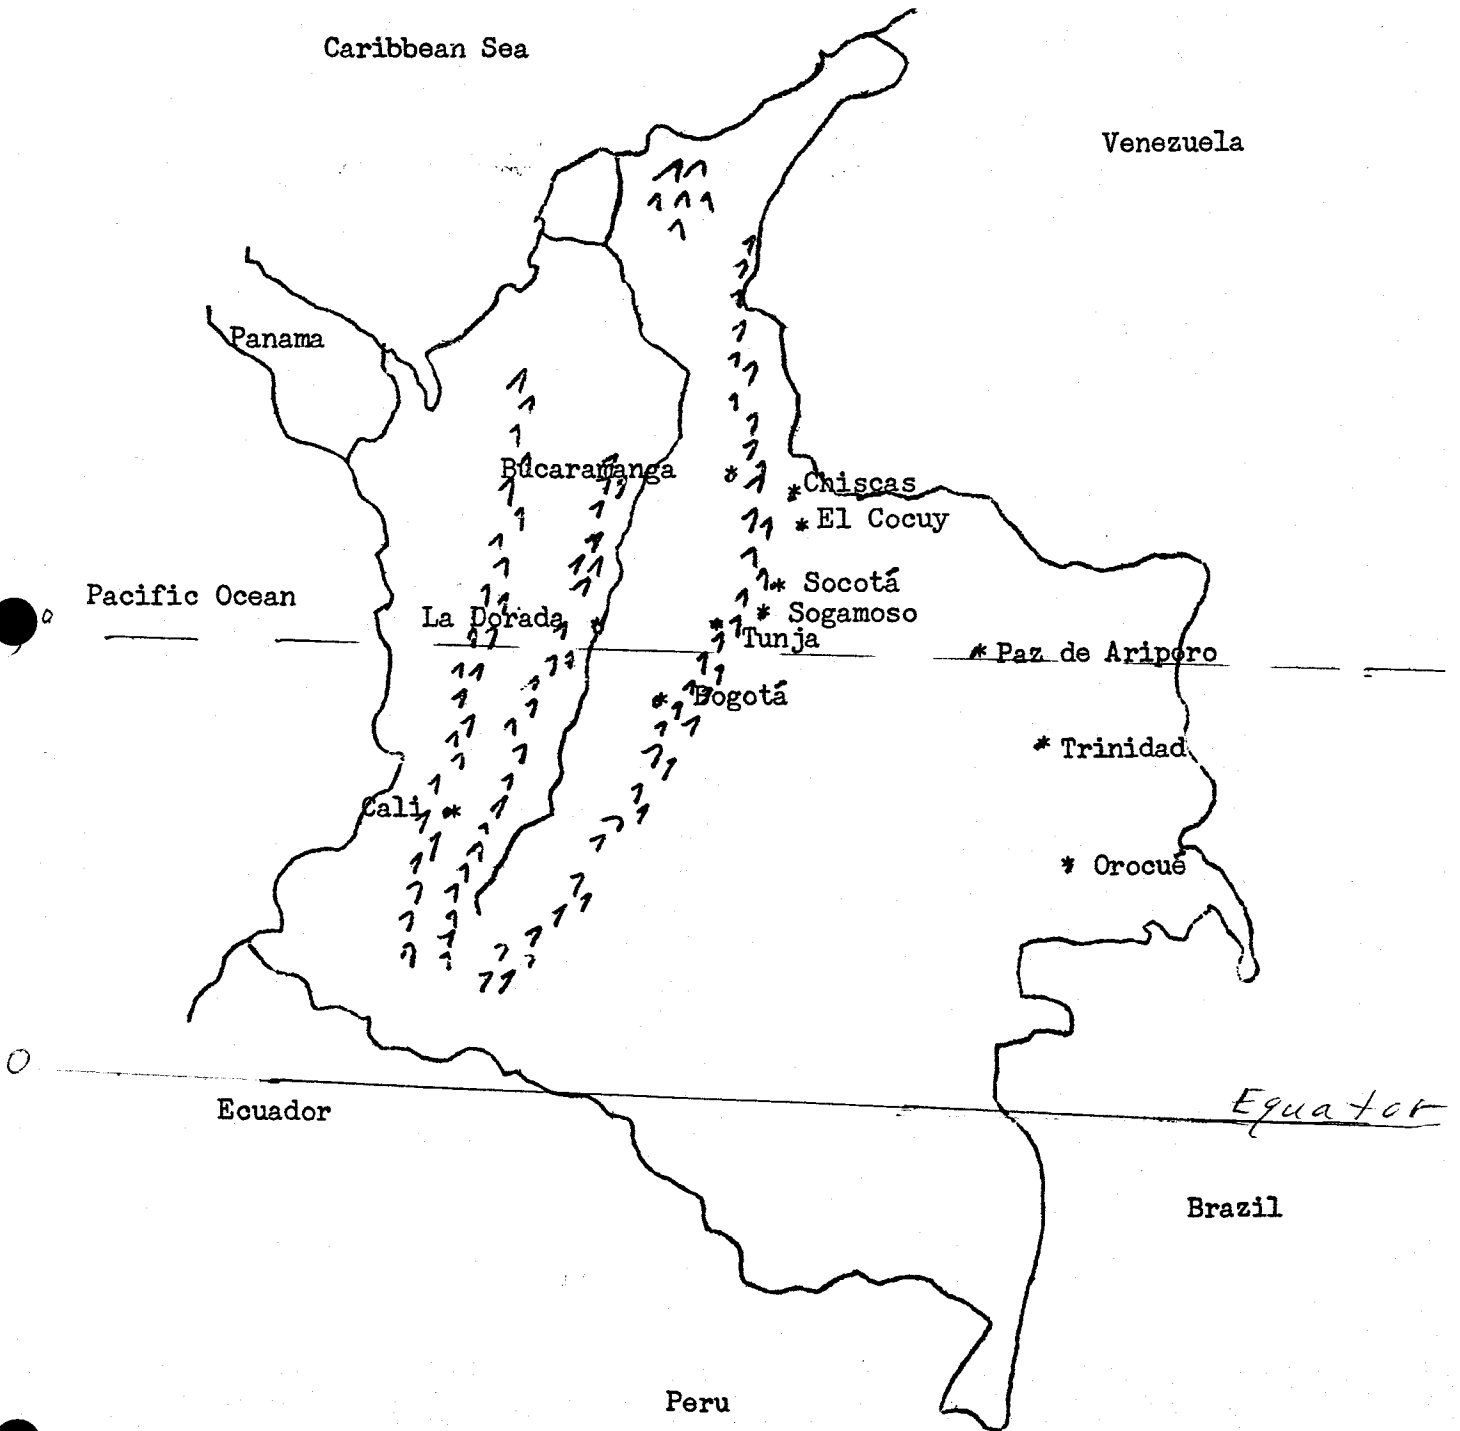 Caribbean Sea
Venezuela
Panama
Bucaramanga
Chiscas
El Cocuy
Pacific Ocean
Socotá
La Dorada
Sogamoso
Tunja
Paz de Ariporo
Bogotá
Trinidad
Cali
Orocué
0
Equator
Ecuador
Brazil
Peru